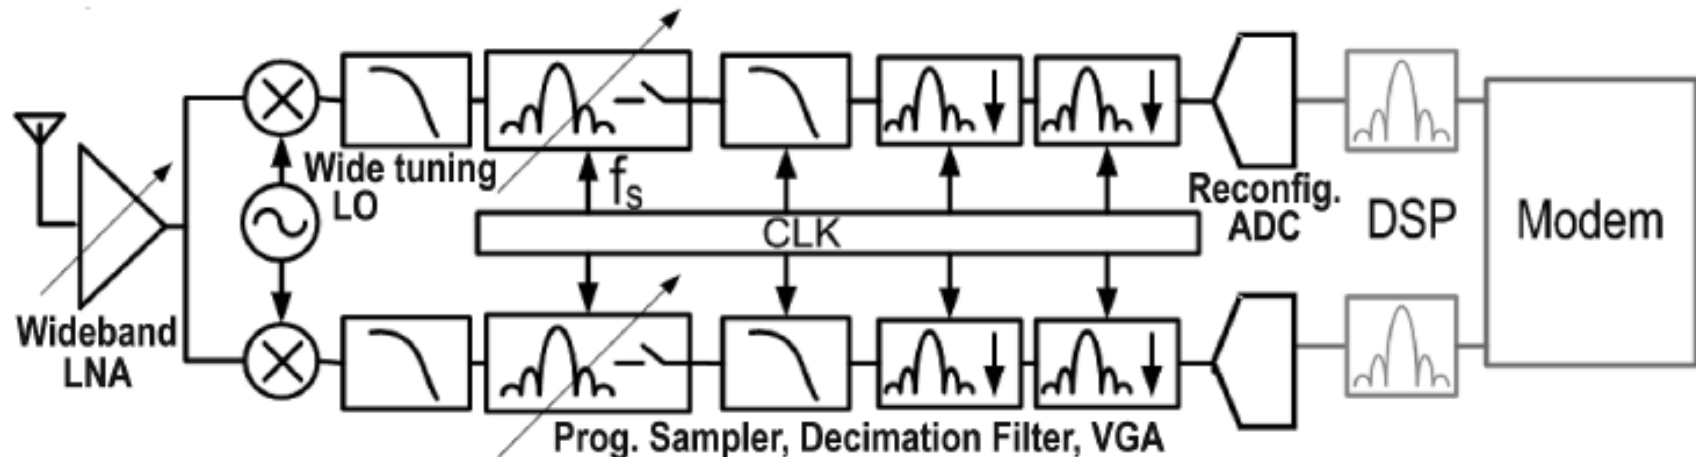 Wide tuning
LO
fs
CLK
Reconfig.
ADC
DSP
Modem
Wideband
LNA
Prog. Sampler, Decimation Filter, VGA